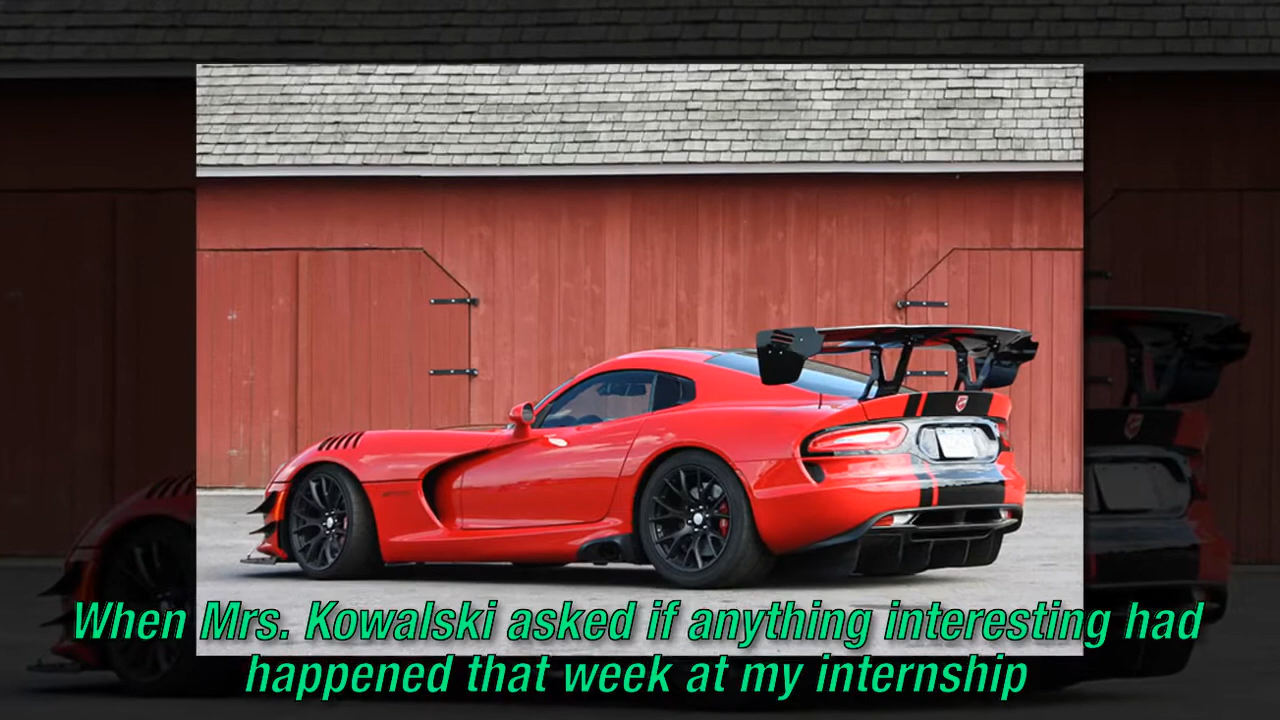 When Mrs. Kowalski asked if anything interesting had
happened that week at my internship